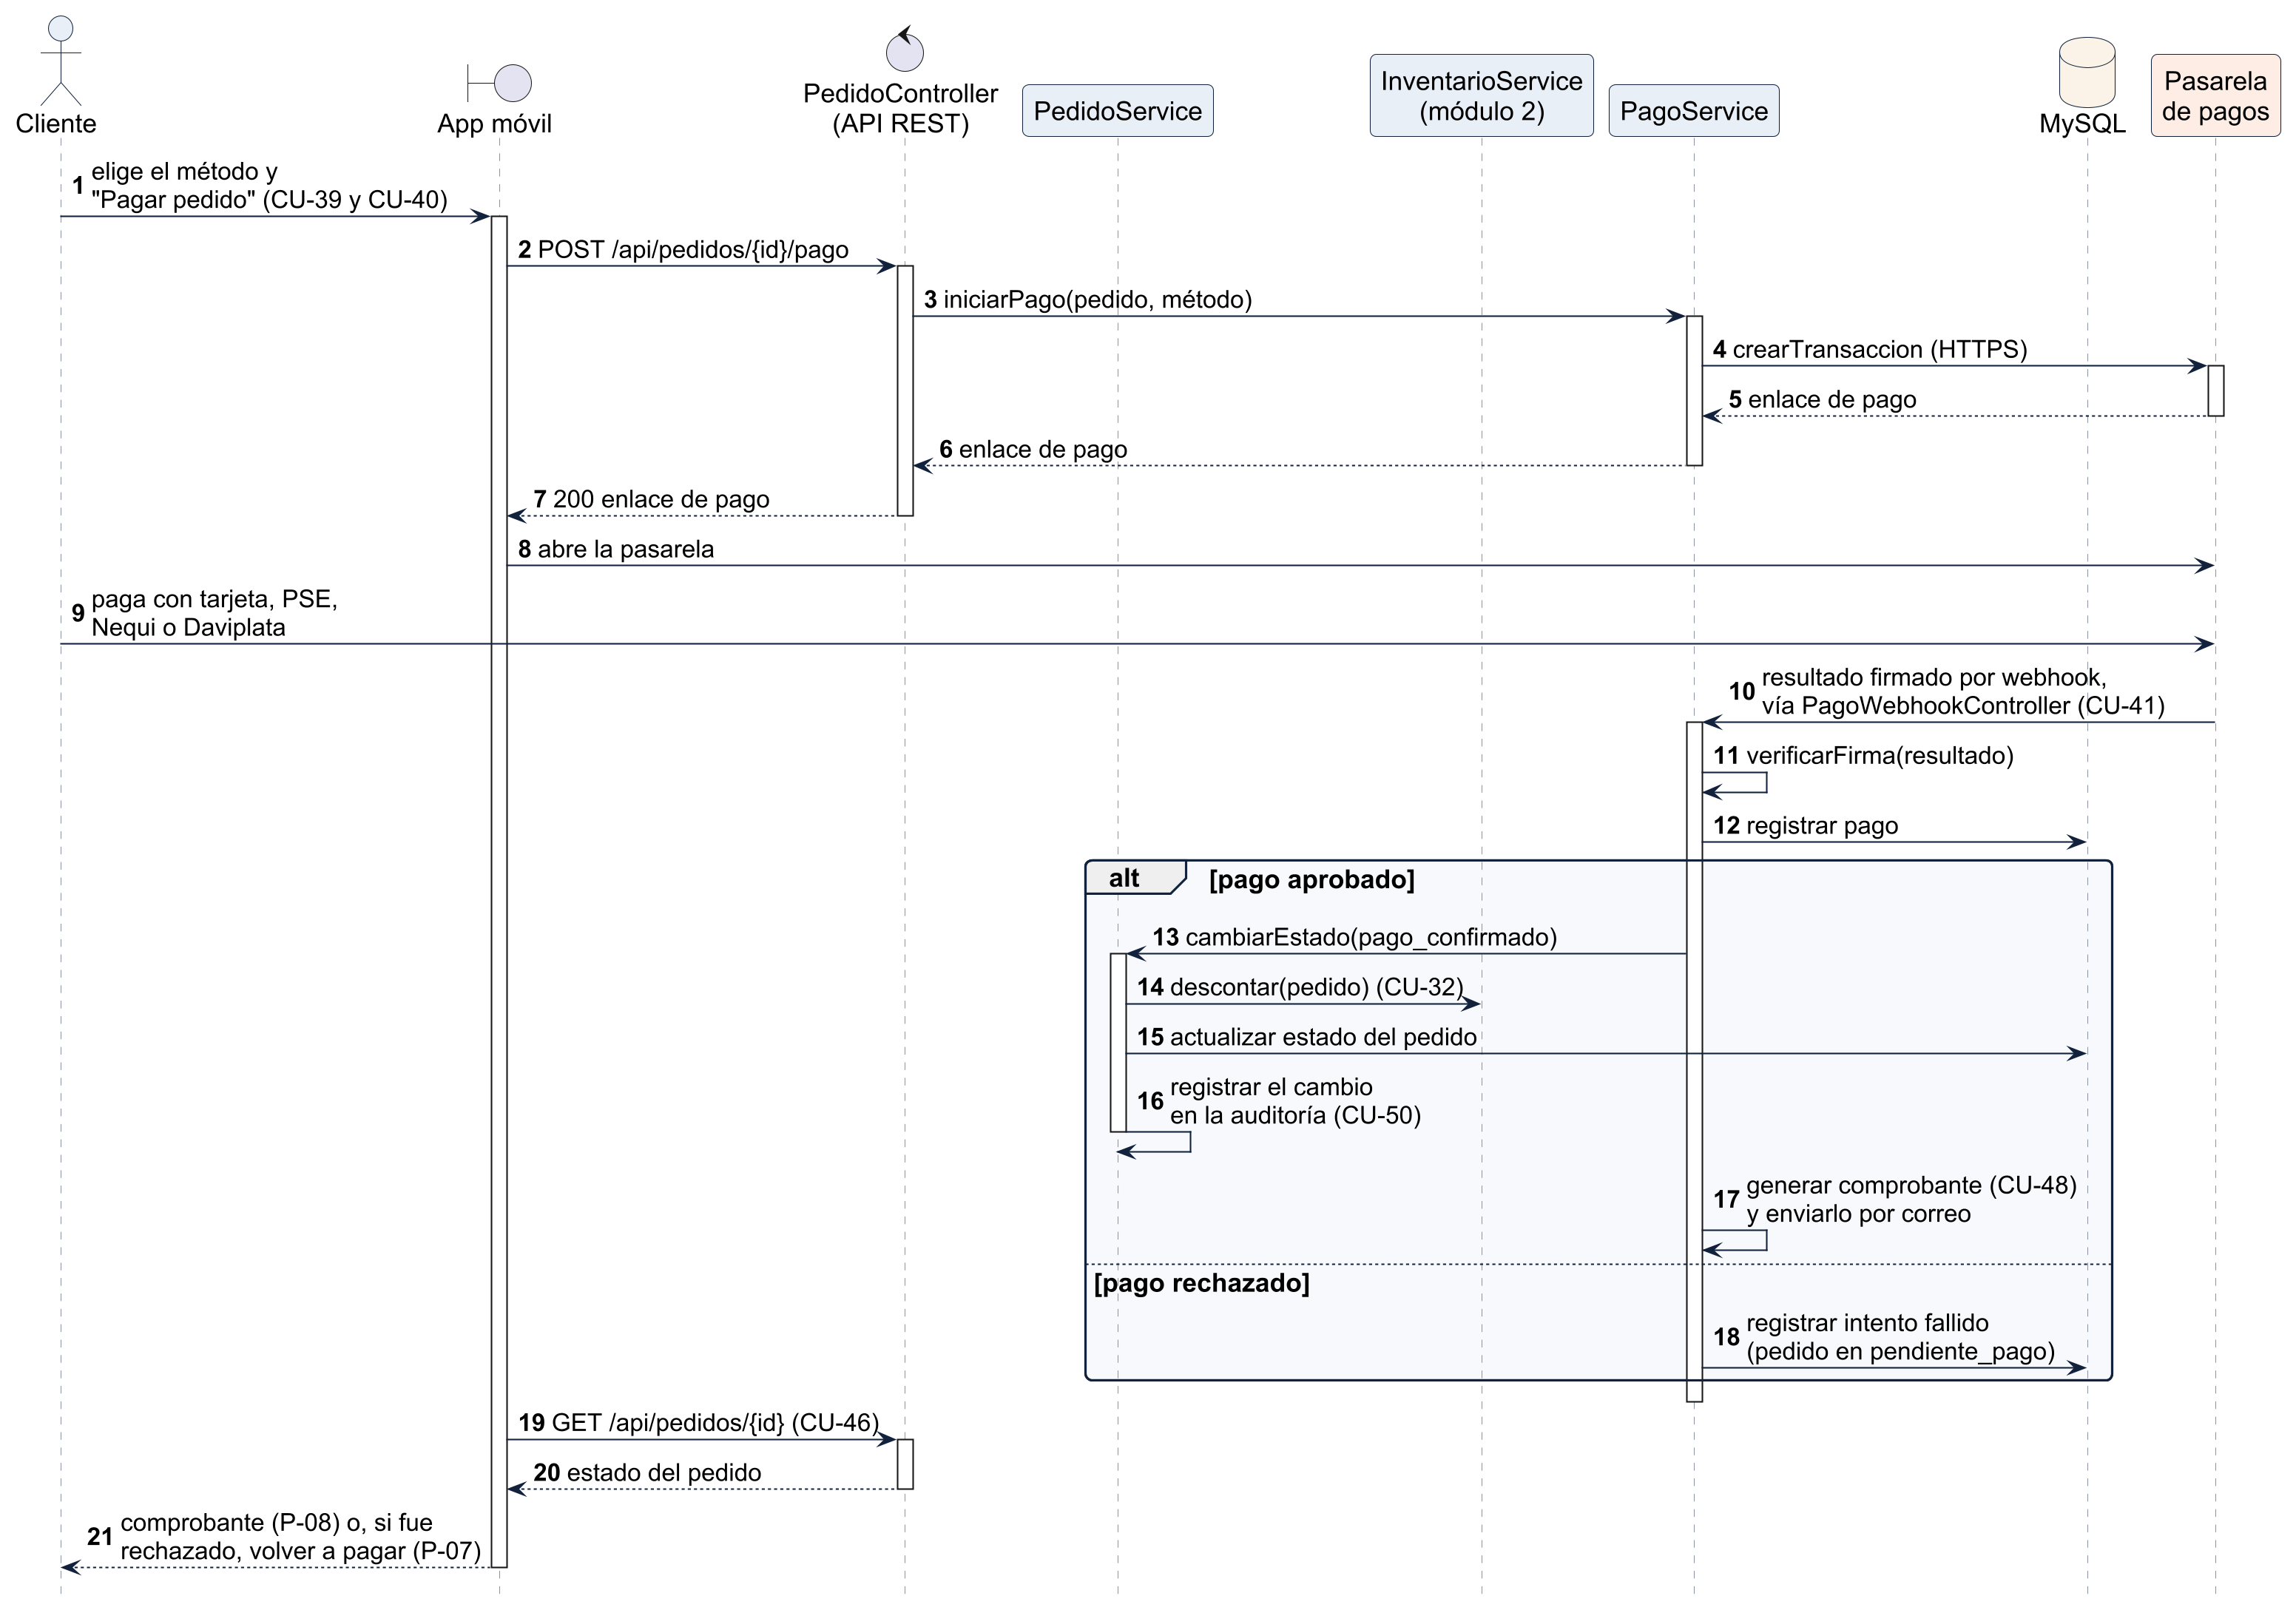 Cliente
App móvil
PedidoController
(API REST)
PedidoService
InventarioService
(módulo 2)
PagoService
MySQL
Pasarela
de pagos
1 elige el método y
"Pagar pedido" (CU-39 y CU-40)
2 POST /api/pedidos/{id}/pago
3 iniciarPago(pedido, método)
4 crearTransaccion (HTTPS)
5 enlace de pago
6 enlace de pago
7 200 enlace de pago
8 abre la pasarela
9 paga con tarjeta, PSE,
Nequi o Daviplata
10 resultado firmado por webhook,
vía PagoWebhookController (CU-41)
11 verificarFirma(resultado)
12 registrar pago
alt [pago aprobado]
13 cambiarEstado(pago_confirmado)
14 descontar(pedido) (CU-32)
15 actualizar estado del pedido
16 registrar el cambio
en la auditoría (CU-50)
17 generar comprobante (CU-48)
y enviarlo por correo
[pago rechazado]
18 registrar intento fallido
(pedido en pendiente_pago)
19 GET /api/pedidos/{id} (CU-46)
20 estado del pedido
21 comprobante (P-08) o, si fue
rechazado, volver a pagar (P-07)